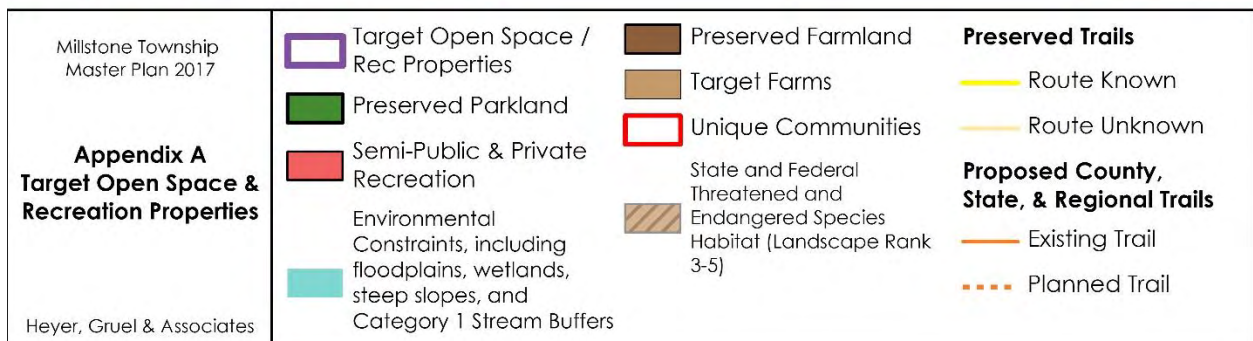 Millstone Township
Master Plan 2017
Appendix A
Target Open Space &
Recreation Properties
Heyer, Gruel & Associates
Target Open Space /
Rec Properties
Preserved Parkland
Semi-Public & Private
Recreation
Environmental
Constraints, including
floodplains, wetlands,
steep slopes, and
Category 1 Stream Buffers
Preserved Farmland
Target Farms
Unique Communities
State and Federal
Threatened and
Endangered Species
Habitat (Landscape Rank
3-5)
Preserved Trails
Route Known
Route Unknown
Proposed County,
State, & Regional Trails
Existing Trail
Planned Trail